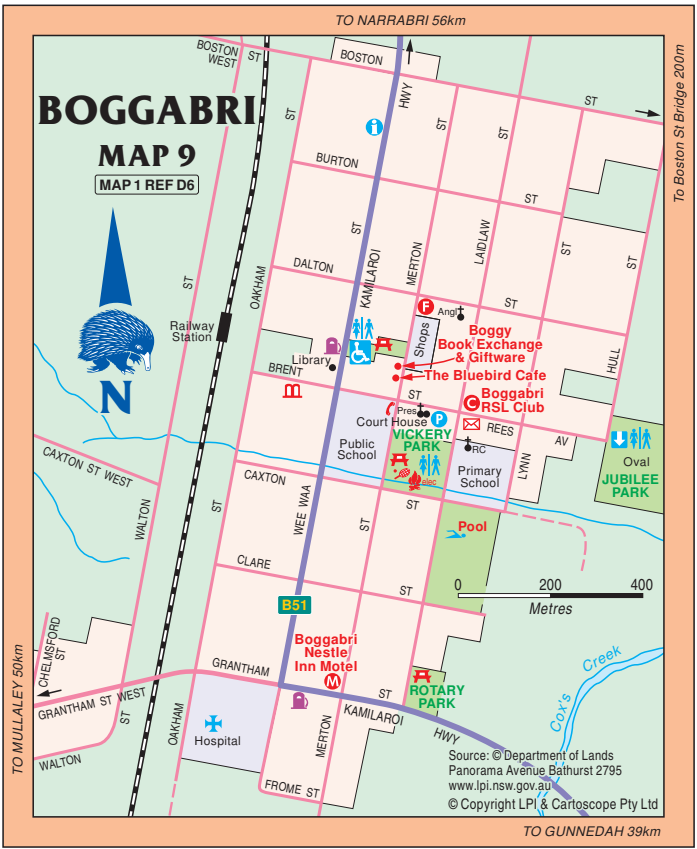 TO NARRABRI 56km
BOSTON
WEST
ST
BOSTON
ST
TO Boston St Bridge 200m
BOGGABRI
MAP 9
MAP 1 REF D6
HWY
ST
ST
ST
i
BURTON
ST
ST
KAMILAROI
MERTON
LAIDLAW
ST
ST
HULL
DALTON
ST
OAKHAM
ST
Railway
Station
N
F
Angl
Shops
Boggy
Book Exchange
& Giftware
The Bluebird Cafe
Library
BRENT
ST
C
Boggabri
RSL Club
Pres
Court House
P
REES
AV
VICKERY
PARK
elec
Public
School
RC
Primary
School
LYNN
Oval
JUBILEE
PARK
CAXTON ST WEST
WALTON
CAXTON
ST
ST
WEE WAA
ST
Pool
CLARE
ST
0 200 400
Metres
B51
Boggabri
Nestle
Inn Motel
M
CHELMSFORD
ST
GRANTHAM
ST
GRANTHAM ST WEST
ST
WALTON
OAKHAM
Hospital
MERTON
KAMILAROI
HWY
ROTARY
PARK
FROME ST
Cox's
Creek
TO MULLALEY 50km
Source: © Department of Lands
Panorama Avenue Bathurst 2795
www.lpi.nsw.gov.au
© Copyright LPI & Cartoscope Pty Ltd
TO GUNNEDAH 39km